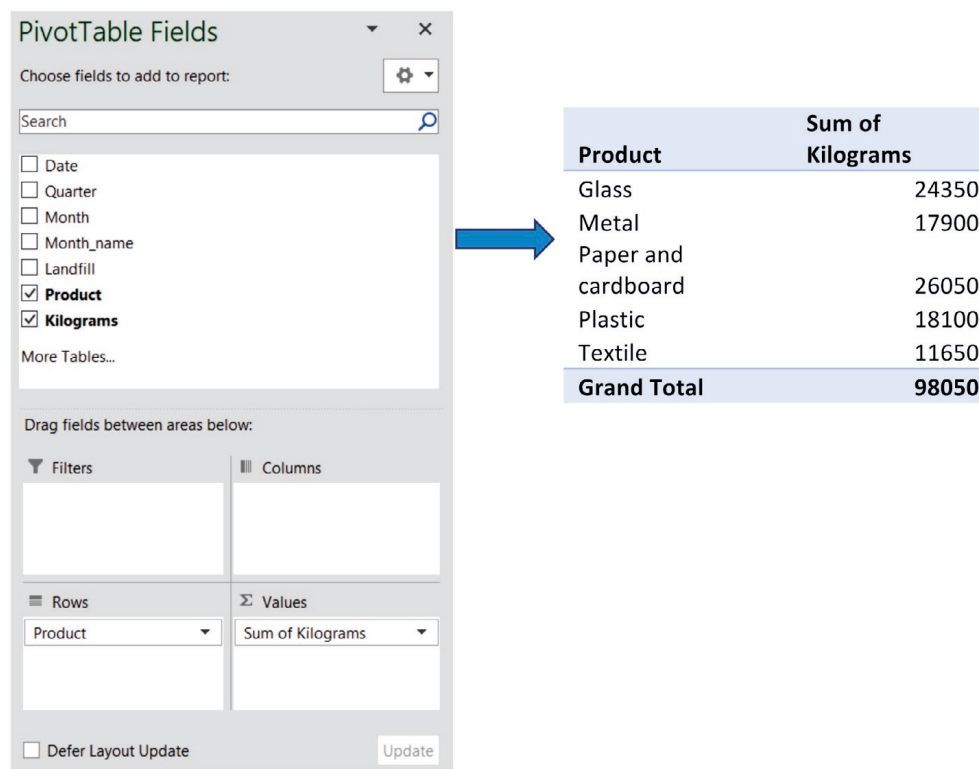 PivotTable Fields
Choose fields to add to report:
Search
Date
Quarter
Month
Month_name
Landfill
Product
Kilograms
More Tables...
Drag fields between areas below:
Filters
Columns
Rows
Σ Values
Product
Sum of Kilograms
Defer Layout Update
Update
Sum of
Product Kilograms
Glass 24350
Metal 17900
Paper and
cardboard 26050
Plastic 18100
Textile 11650
Grand Total 98050